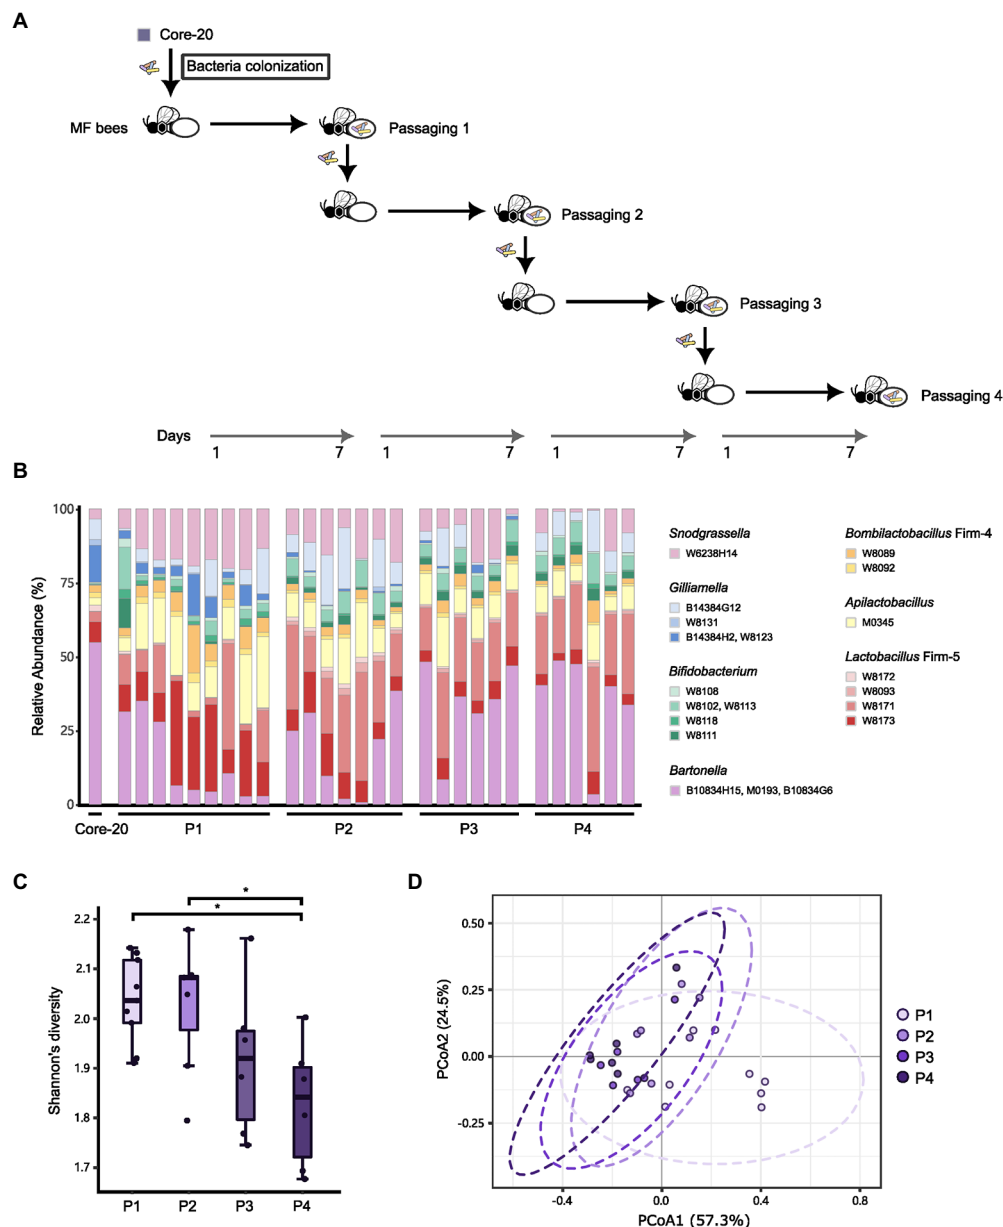 A
Core-20
Bacteria colonization
MF bees
Passaging 1
Passaging 2
Passaging 3
Passaging 4
Days
1 7 1 7 1 7 1 7
B
Relative Abundance (%)
100
75
50
25
0
Core-20 P1 P2 P3 P4
Snodgrassella
W6238H14
Gilliamella
B14384G12
W8131
B14384H2, W8123
Bifidobacterium
W8108
W8102, W8113
W8118
W8111
Bartonella
B10834H15, M0193, B10834G6
Bombilactobacillus Firm-4
W8089
W8092
Apilactobacillus
M0345
Lactobacillus Firm-5
W8172
W8093
W8171
W8173
C
Shannon's diversity
* 
*
2.2
2.1
2.0
1.9
1.8
1.7
P1 P2 P3 P4
D
PCoA2 (24.5%)
0.50
0.25
0.00
-0.25
-0.4 0.0 0.4 0.8
PCoA1 (57.3%)
P1
P2
P3
P4